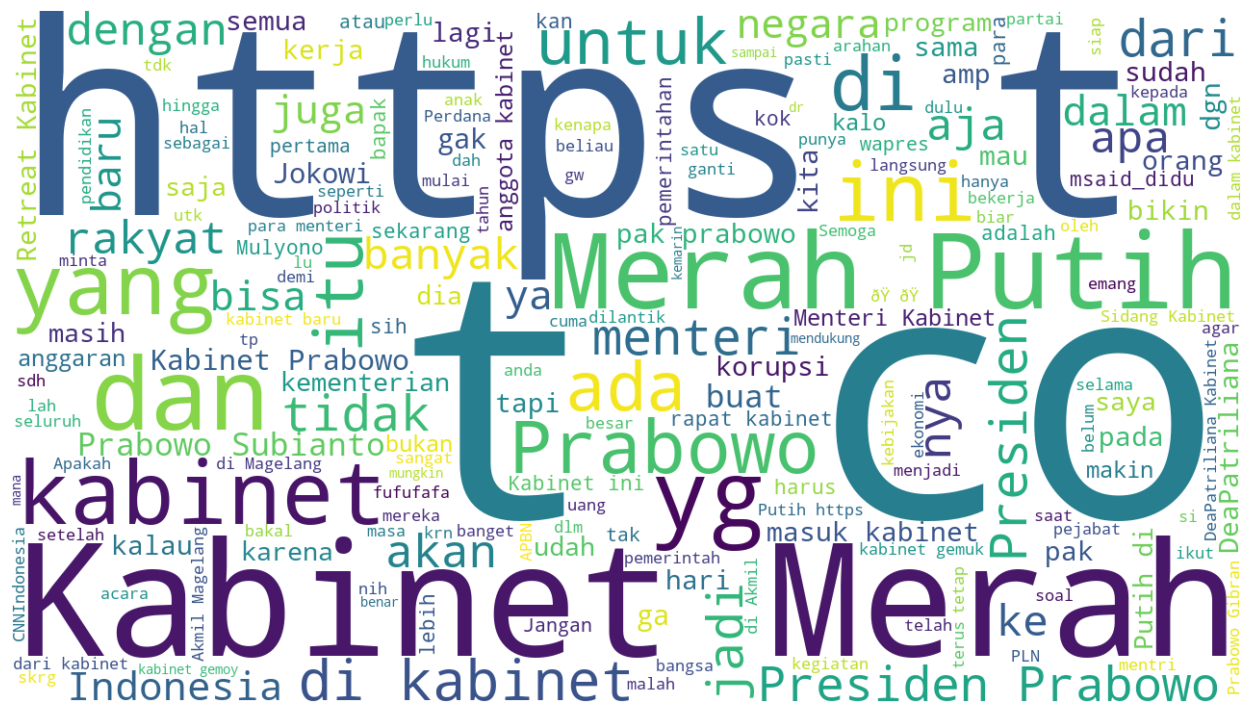 https t
t co
Kabinet Merah
Merah Putih
kabinet
Prabowo
yang
dan
untuk
di
ini
yg
dengan
semua
atau
perlu
lagi
kan
negara
program
partai
siap
dari
Retreat Kabinet
tdk
kerja
hukum
anggota kabinet
sampai
pasti
arahan
sama
para
amp
sudah
kepada
pendidikan
hingga
hal
sebagai
baru
juga
pertama
bapak
anak
Perdana
gak
dah
kenapa
beliau
gw
pemerintahan
satu
ganti
kok
punya
dr
kalo
wapres
dulu
aja
dalam
dgn
apa
orang
dalam kabinet
saja
utk
Jokowi
seperti
politik
mulai
tahun
kita
langsung
mau
hanya
bekerja
biar
msaid_didu
bikin
rakyat
para menteri
Mulyono
sekarang
lu
demi
itu
banyak
pak prabowo
kemarin
Semoga
adalah
oleh
jd
ðŸ ðŸ
emang
minta
bisa
dia
ya
masih
kabinet baru
tp
sih
cuma
dilantik
menteri
Menteri Kabinet
mendukung
Presiden
Sidang Kabinet
agar
anggaran
Kabinet Prabowo
sdh
lah
seluruh
kementerian
tidak
anda
tapi
ada
korupsi
buat
besar
rapat kabinet
kebijakan
ekonomi
nya
menjadi
selama
saya
belum
pada
makin
DeaPatriliana Kabinet
DeaPatriliana
Prabowo Subianto
bukan
sangat
mungkin
mana
Apakah
di Magelang
fufufafa
mereka
Kabinet ini
uang
harus
Putih https
CNNIndonesia
setelah
kalau
bakal
karena
masa
krn
banget
akan
APBN
dlm
udah
tak
pemerintah
masuk kabinet
kabinet gemuk
saat
pak
pejabat
si
ikut
acara
Akmil Magelang
nih
benar
lebih
Jangan
ga
hari
jadi
di Akmil
telah
terus tetap
ke
soal
PLN
Putih di
Prabowo Gibran
dari kabinet
skrg
kabinet gemoy
Indonesia
di kabinet
malah
bangsa
kegiatan
Presiden Prabowo
mentri